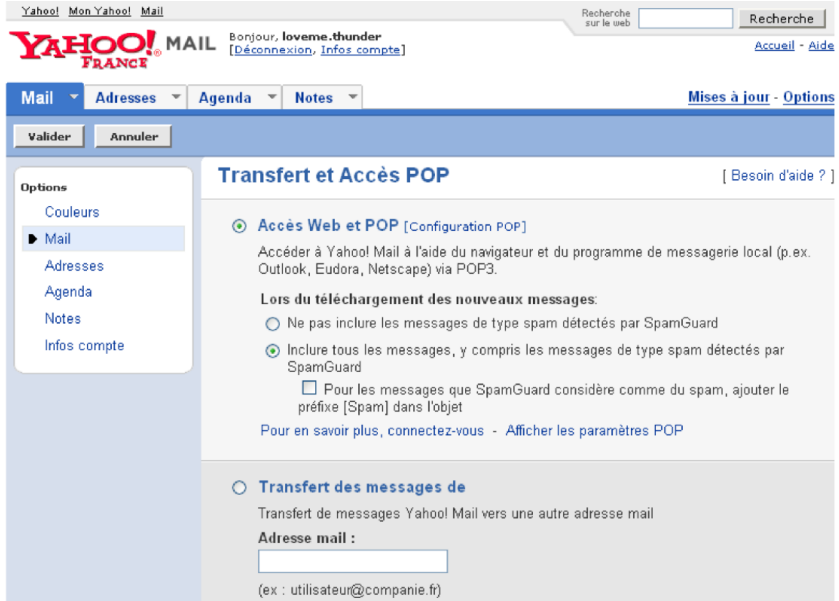 Yahoo! Mon Yahoo! Mail
Recherche
sur le web
Recherche
YAHOO! MAIL
FRANCE
Bonjour, loveme.thunder
[Déconnexion, Infos compte]
Accueil - Aide
Mail Adresses Agenda Notes
Mises à jour - Options
Valider Annuler
Options
Couleurs
Mail
Adresses
Agenda
Notes
Infos compte
Transfert et Accès POP
[ Besoin d'aide ? ]
Accès Web et POP [Configuration POP]
Accéder à Yahoo! Mail à l'aide du navigateur et du programme de messagerie local (p.ex.
Outlook, Eudora, Netscape) via POP3.
Lors du téléchargement des nouveaux messages:
Ne pas inclure les messages de type spam détectés par SpamGuard
Inclure tous les messages, y compris les messages de type spam détectés par
SpamGuard
Pour les messages que SpamGuard considère comme du spam, ajouter le
préfixe [Spam] dans l'objet
Pour en savoir plus, connectez-vous - Afficher les paramètres POP
Transfert des messages de
Transfert de messages Yahoo! Mail vers une autre adresse mail
Adresse mail :
(ex : utilisateur@companie.fr)